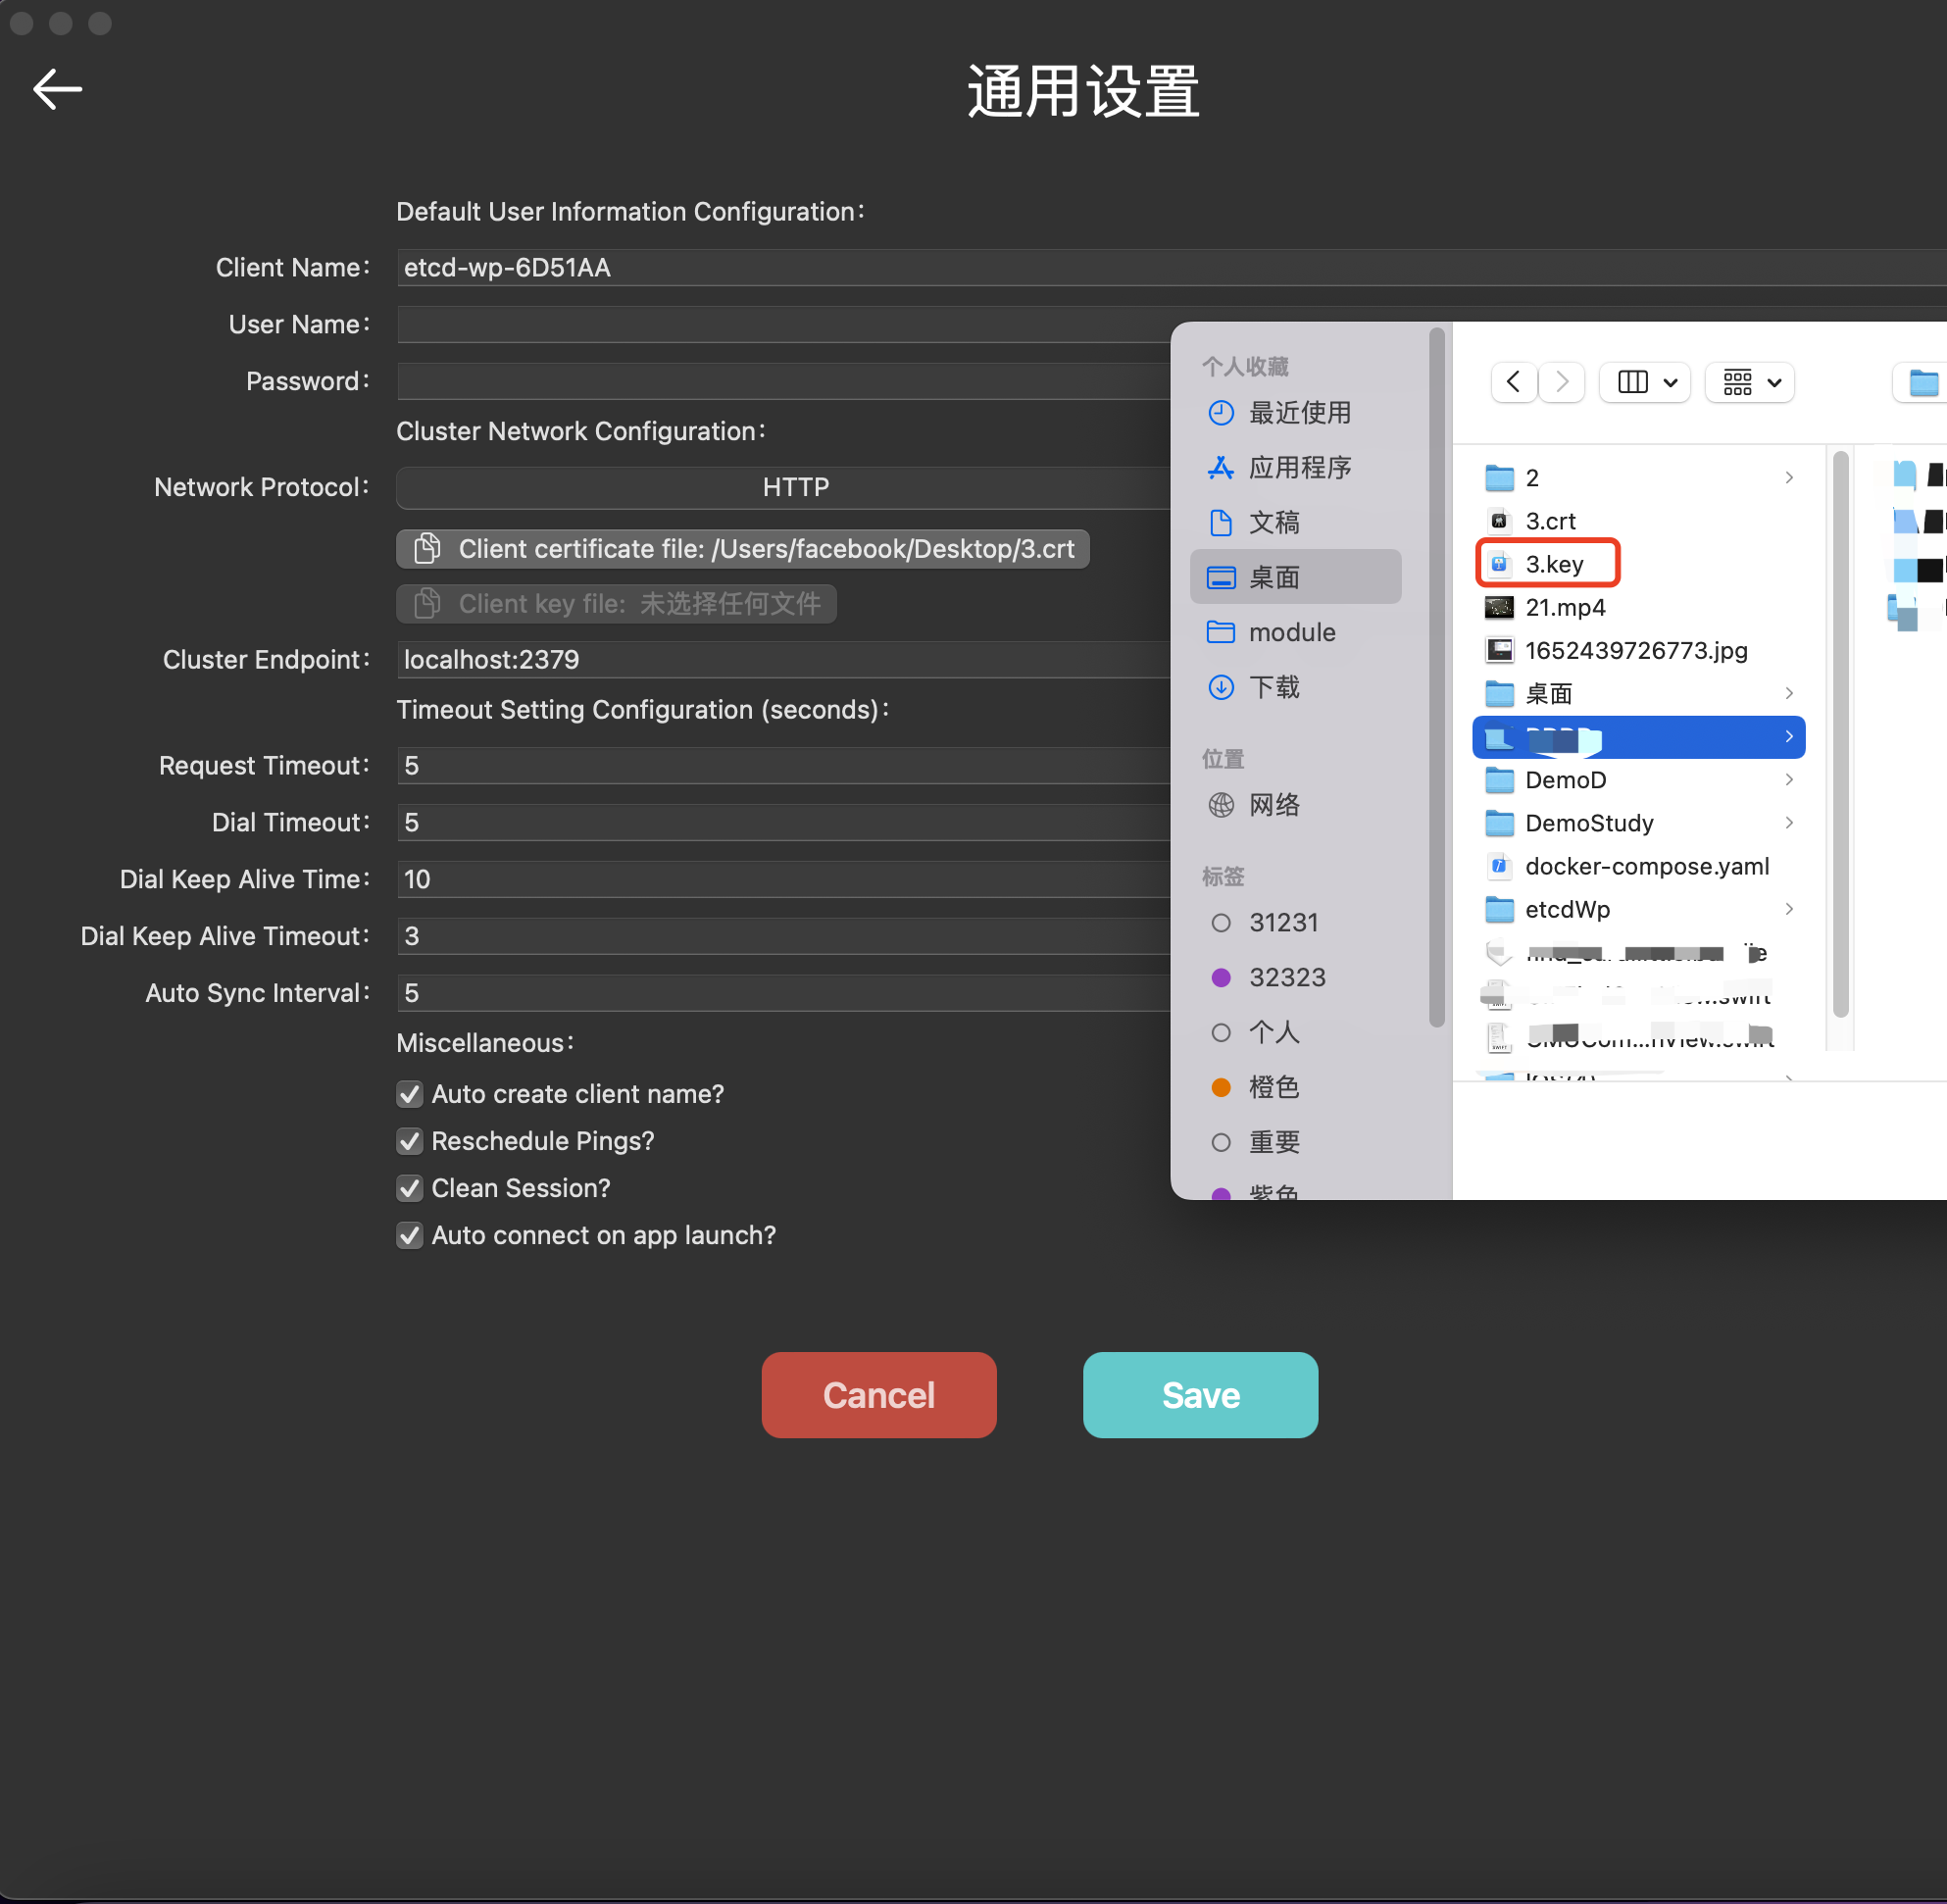 通用设置
Default User Information Configuration:
Client Name: etcd-wp-6D51AA
User Name:
Password:
Cluster Network Configuration:
Network Protocol: HTTP
Client certificate file: /Users/facebook/Desktop/3.crt
Client key file: 未选择任何文件
Cluster Endpoint: localhost:2379
Timeout Setting Configuration (seconds):
Request Timeout: 5
Dial Timeout: 5
Dial Keep Alive Time: 10
Dial Keep Alive Timeout: 3
Auto Sync Interval: 5
Miscellaneous:
Auto create client name?
Reschedule Pings?
Clean Session?
Auto connect on app launch?
Cancel
Save
个人收藏
最近使用
应用程序
文稿
桌面
module
下载
位置
网络
标签
31231
32323
个人
橙色
重要
紫色
2
3.crt
3.key
21.mp4
1652439726773.jpg
桌面
DemoD
DemoStudy
docker-compose.yaml
etcdWp